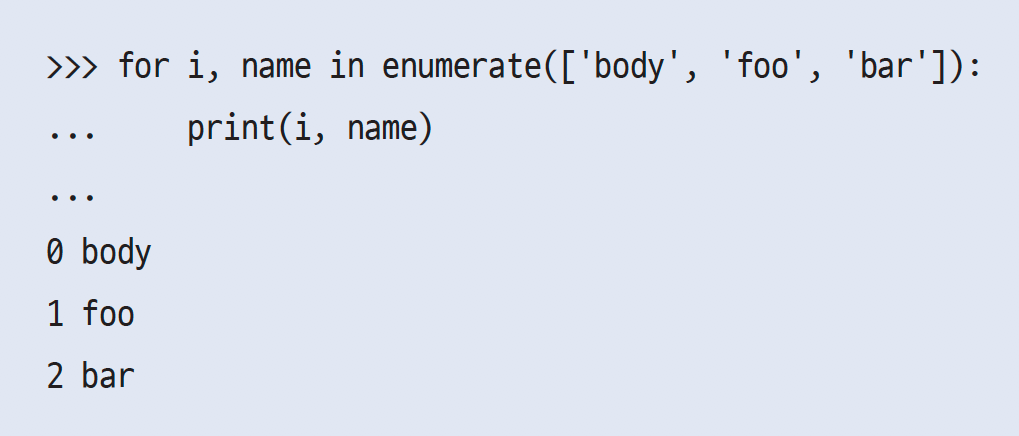 >>> for i, name in enumerate(['body', 'foo', 'bar']):
...     print(i, name)
...
0 body
1 foo
2 bar